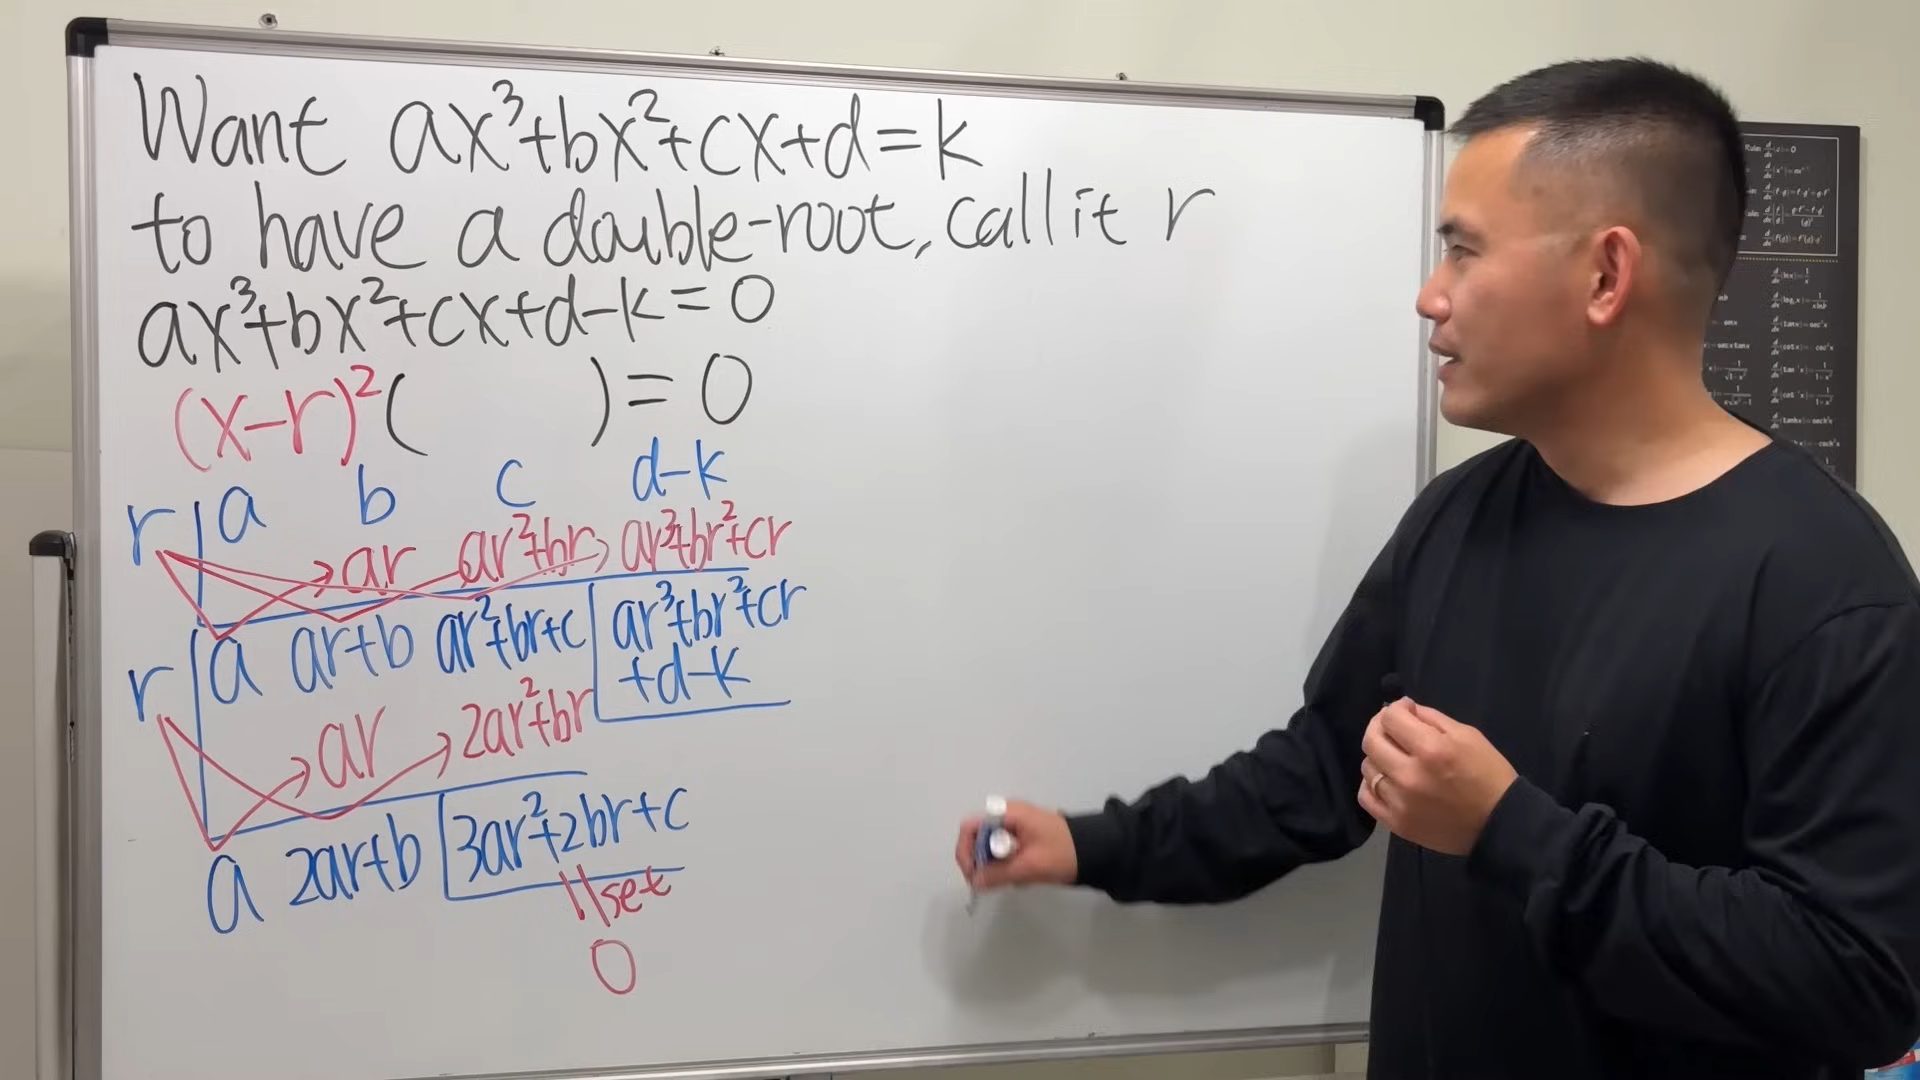 Want ax³+bx²+cx+d=k
to have a double-root, call it r
ax³+bx²+cx+d-k=0
(x-r)²( )=0
r a b c d-k
ar ar²+br ar³+br²+cr
r a ar+b ar²+br+c ar³+br²+cr
+d-k
ar 2ar²+br
a 2ar+b 3ar²+2br+c
||set
0